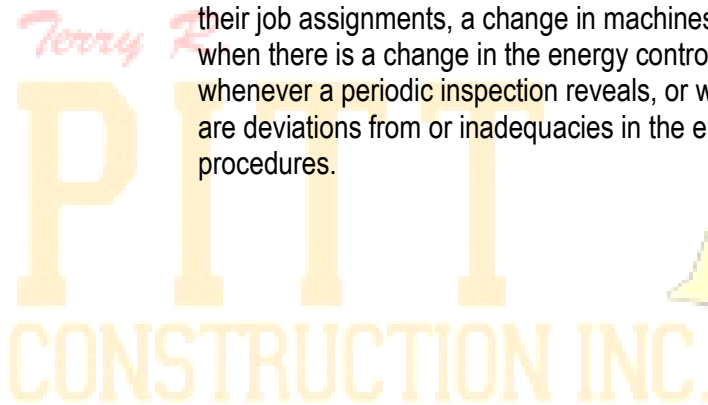 their job assignments, a change in machines
when there is a change in the energy contro
whenever a periodic inspection reveals, or w
are deviations from or inadequacies in the e
procedures.
Terry R.
PITT
CONSTRUCTION INC.